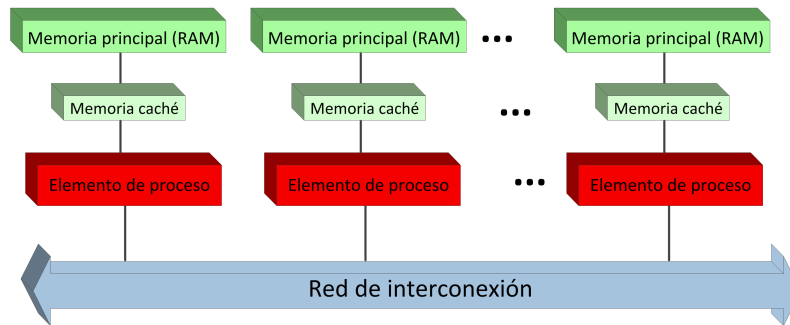 Memoria principal (RAM)
Memoria principal (RAM)
...
Memoria principal (RAM)
Memoria caché
Memoria caché
...
Memoria caché
Elemento de proceso
Elemento de proceso
...
Elemento de proceso
Red de interconexión